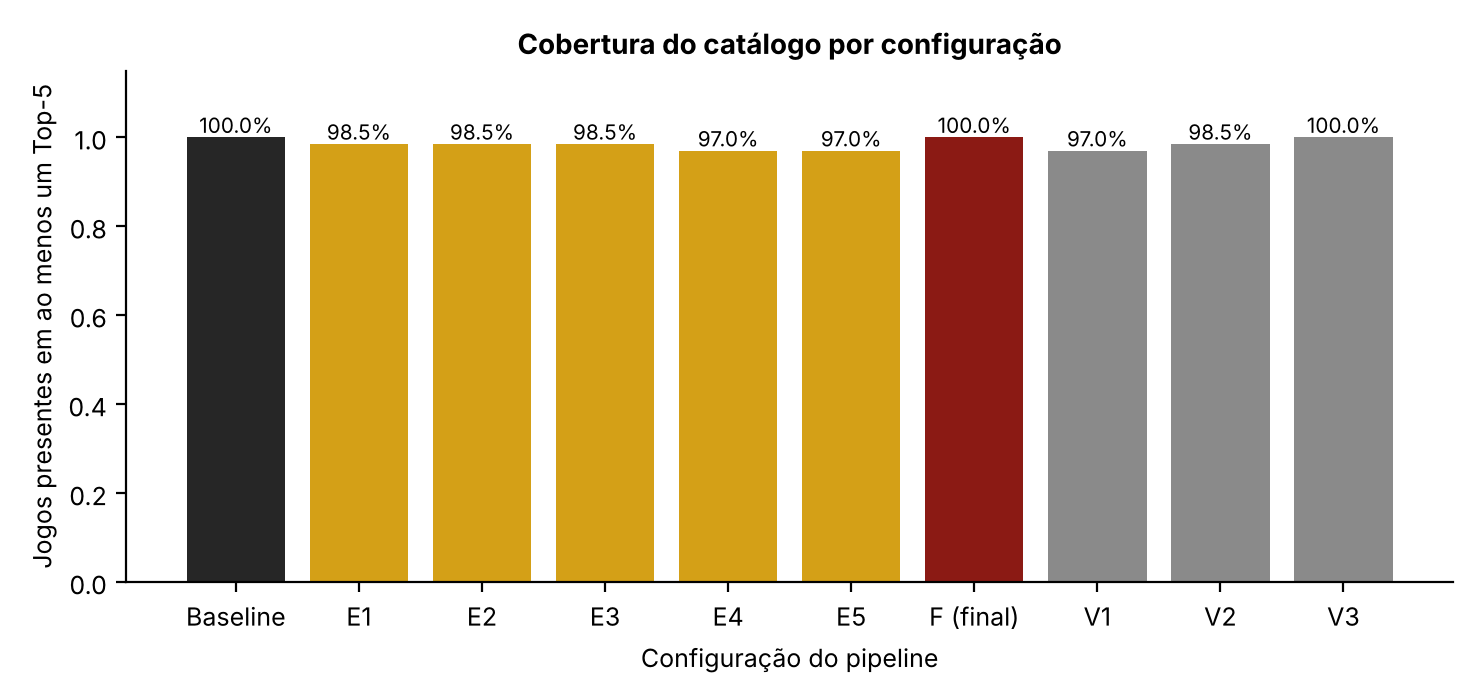 Cobertura do catálogo por configuração
Jogos presentes em ao menos um Top-5
1.0
0.8
0.6
0.4
0.2
0.0
100.0%
98.5%
98.5%
98.5%
97.0%
97.0%
100.0%
97.0%
98.5%
100.0%
Baseline
E1
E2
E3
E4
E5
F (final)
V1
V2
V3
Configuração do pipeline